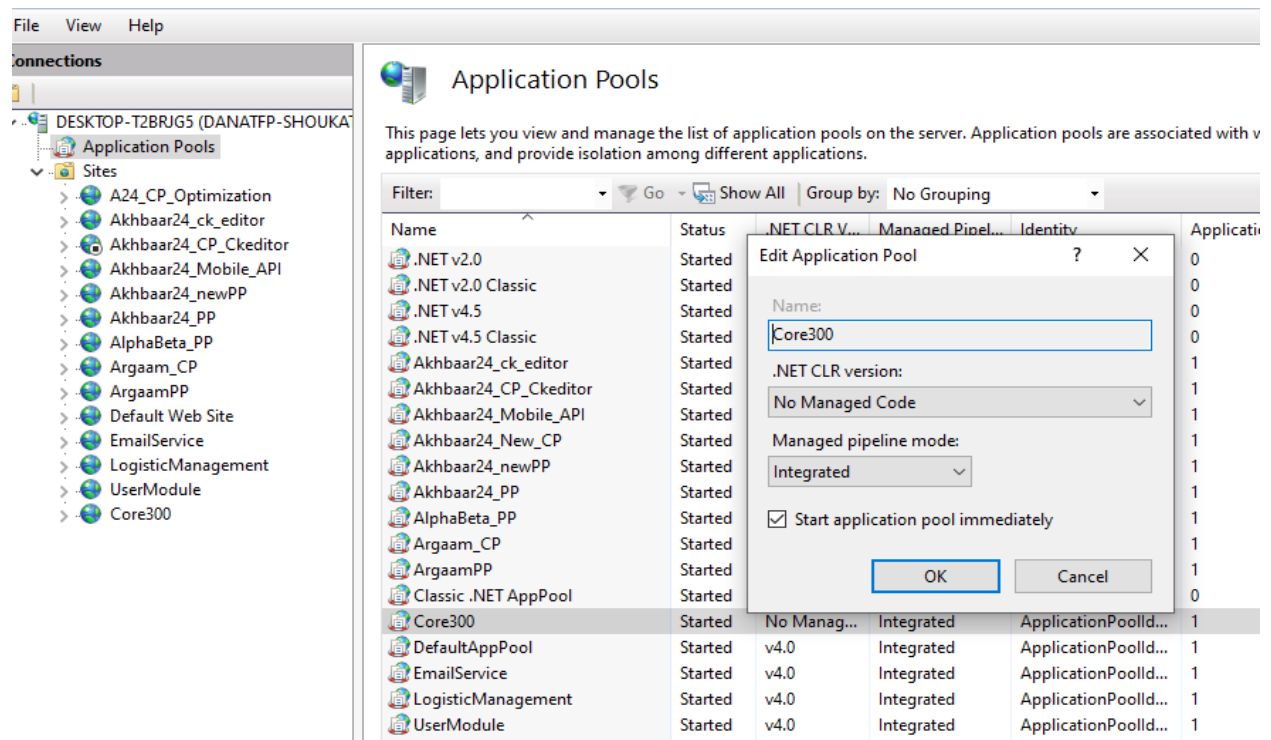 File View Help
Connections
DESKTOP-T2BRJG5 (DANATFP-SHOUKAT
Application Pools
Sites
A24_CP_Optimization
Akhbaar24_ck_editor
Akhbaar24_CP_Ckeditor
Akhbaar24_Mobile_API
Akhbaar24_newPP
Akhbaar24_PP
AlphaBeta_PP
Argaam_CP
ArgaamPP
Default Web Site
EmailService
LogisticManagement
UserModule
Core300
Application Pools
This page lets you view and manage the list of application pools on the server. Application pools are associated with w
applications, and provide isolation among different applications.
Filter: Go Show All Group by: No Grouping
Name Status .NET CLR V... Managed Pipel... Identity Applicati
.NET v2.0 Started 0
.NET v2.0 Classic Started 0
.NET v4.5 Started 0
.NET v4.5 Classic Started 0
Akhbaar24_ck_editor Started 1
Akhbaar24_CP_Ckeditor Started 1
Akhbaar24_Mobile_API Started 1
Akhbaar24_New_CP Started 1
Akhbaar24_newPP Started 1
Akhbaar24_PP Started 1
AlphaBeta_PP Started 1
Argaam_CP Started 1
ArgaamPP Started 1
Classic .NET AppPool Started 0
Core300 Started No Manag... Integrated ApplicationPoolId... 1
DefaultAppPool Started v4.0 Integrated ApplicationPoolId... 1
EmailService Started v4.0 Integrated ApplicationPoolId... 1
LogisticManagement Started v4.0 Integrated ApplicationPoolId... 1
UserModule Started v4.0 Integrated ApplicationPoolId... 1
Edit Application Pool ?
Name:
Core300
.NET CLR version:
No Managed Code
Managed pipeline mode:
Integrated
Start application pool immediately
OK Cancel